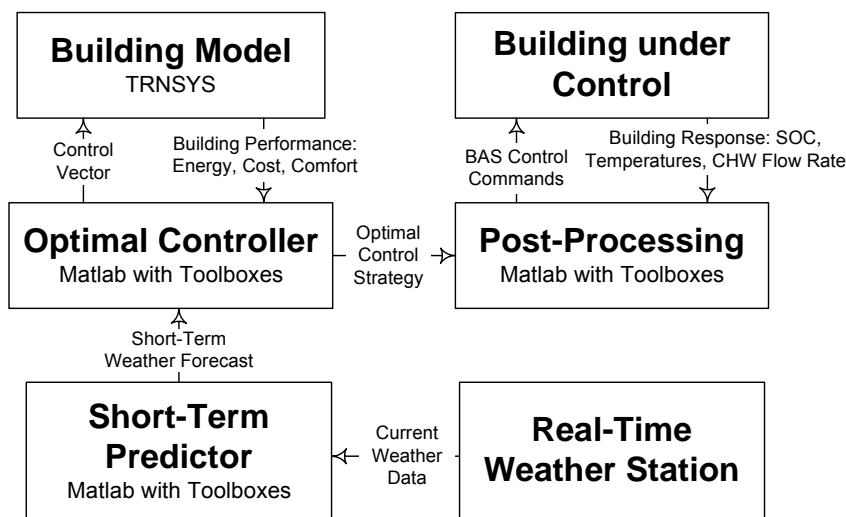 Building Model
TRNSYS
Building under
Control
Control
Vector
Building Performance:
Energy, Cost, Comfort
BAS Control
Commands
Building Response: SOC,
Temperatures, CHW Flow Rate
Optimal Controller
Matlab with Toolboxes
Optimal
Control
Strategy
Post-Processing
Matlab with Toolboxes
Short-Term
Weather Forecast
Short-Term
Predictor
Matlab with Toolboxes
Current
Weather
Data
Real-Time
Weather Station